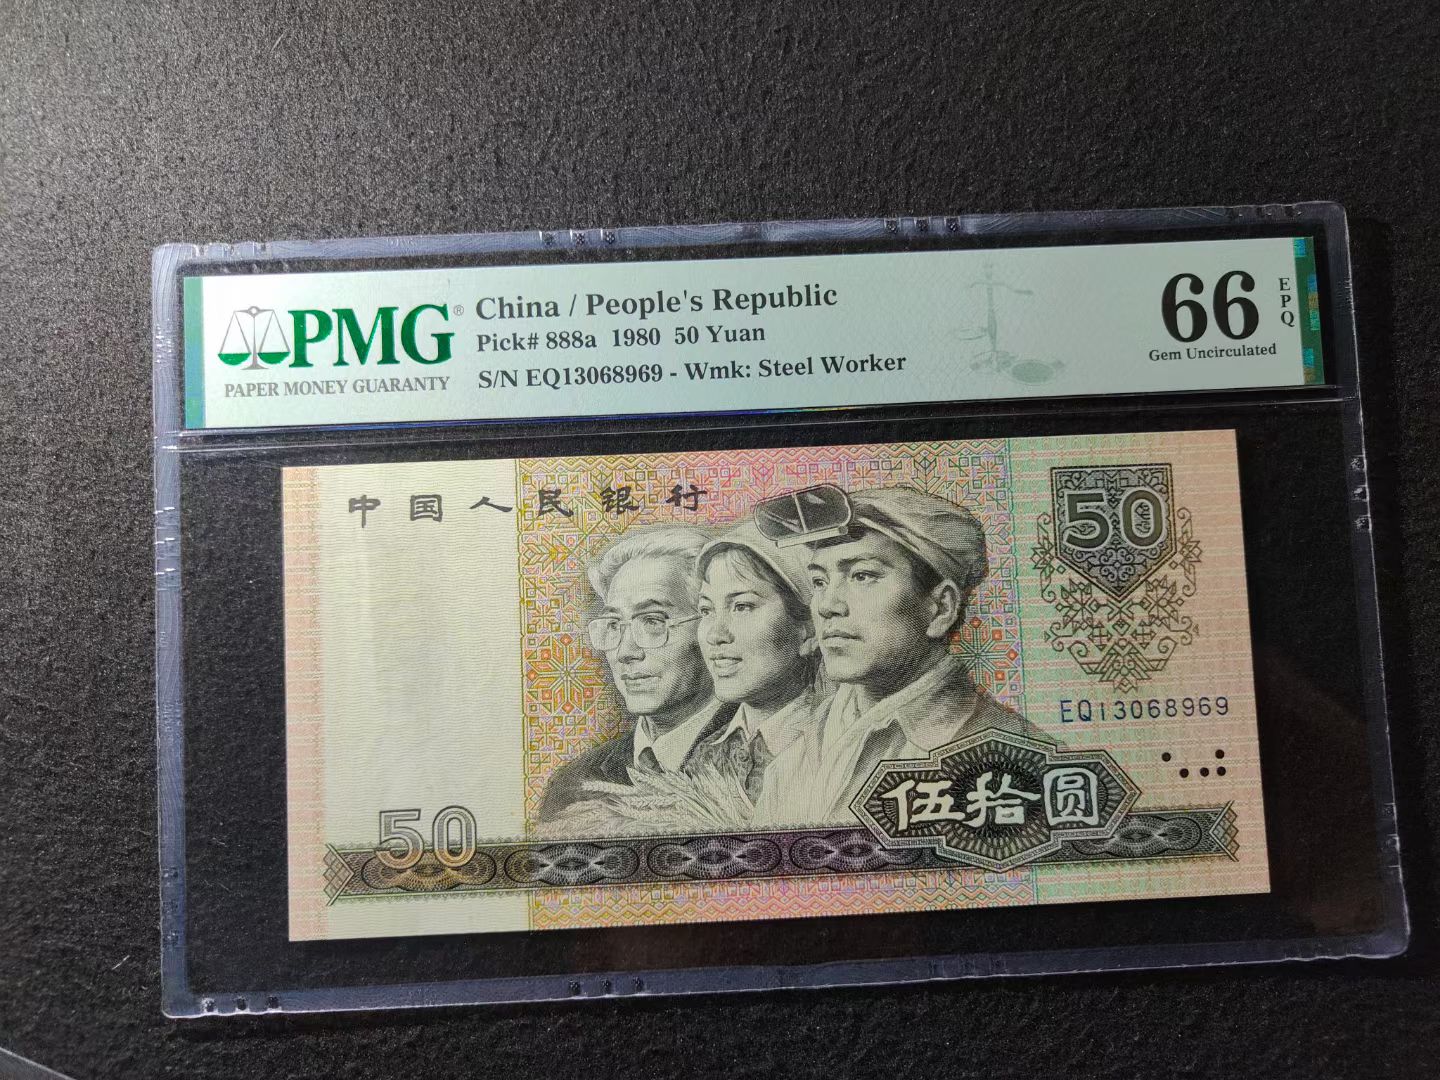 PMG®
PAPER MONEY GUARANTY
China / People's Republic
Pick# 888a 1980 50 Yuan
S/N EQ13068969 - Wmk: Steel Worker
66
EPQ
Gem Uncirculated
中国人民银行
50
EQ13068969
伍拾圆
50